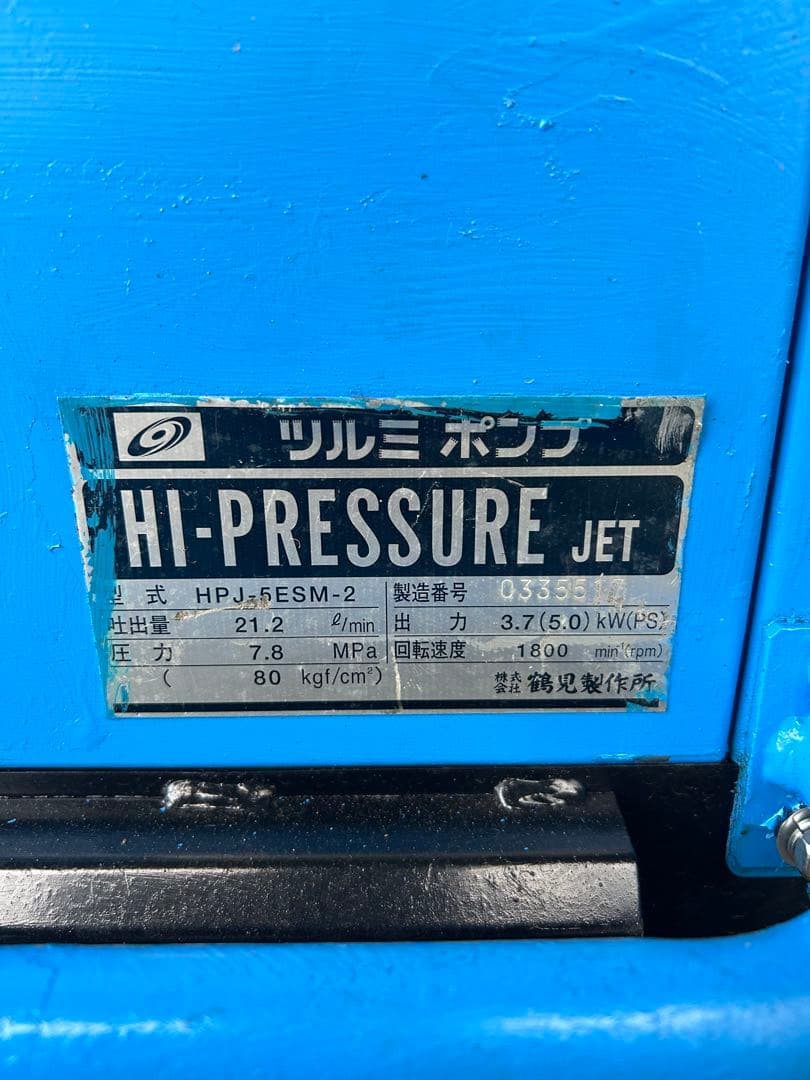 ツルミ ポンプ
HI-PRESSURE JET
型式 HPJ-5ESM-2 製造番号
吐出量 21.2 ℓ/min 出力 3.7(5.0) kW(PS)
圧力 7.8 MPa 回転速度 1800 min⁻¹(rpm)
( 80 kgf/cm²) 株式会社 鶴見製作所